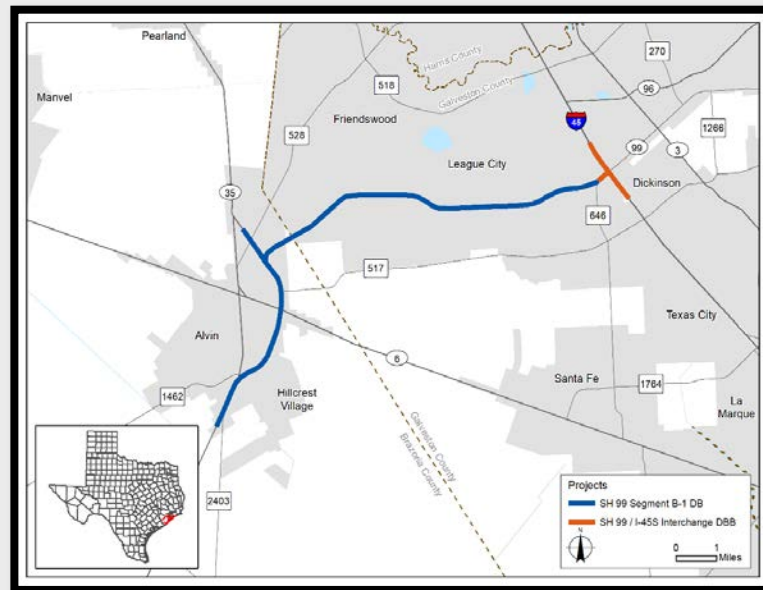 Pearland
Harris County
270
518
Galveston County
96
Manvel
45
Friendswood
528
1266
99
3
League City
Dickinson
35
646
517
Texas City
Alvin
6
Santa Fe
1764
1462
Hillcrest
Village
La
Marque
Galveston County
Brazoria County
2403
Projects
SH 99 Segment B-1 DB
SH 99 / I-45S Interchange DBB
N
0 1
Miles